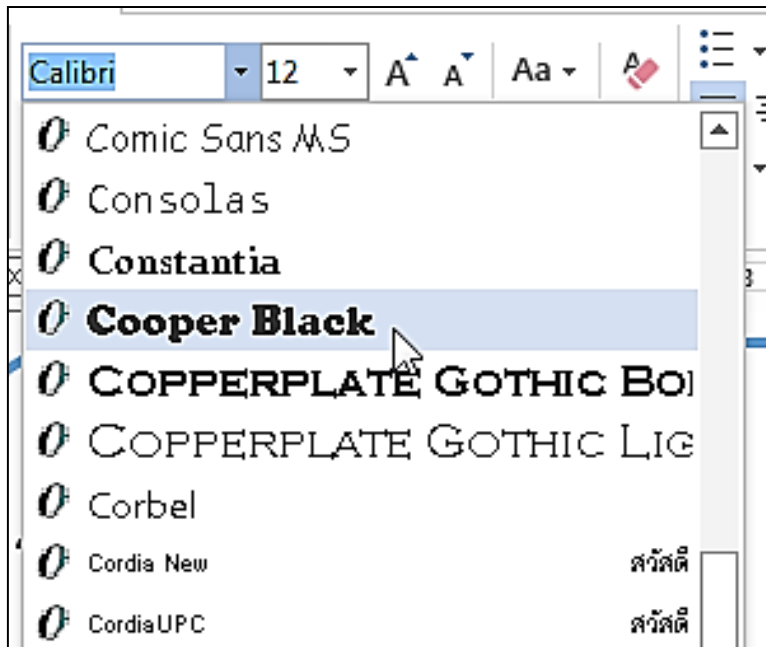 Calibri 12 A A Aa A
Comic Sans MS
Consolas
Constantia
Cooper Black
COPPERPLATE GOTHIC BOL
COPPERPLATE GOTHIC LIG
Corbel
Cordia New สวัสดี
CordiaUPC สวัสดี